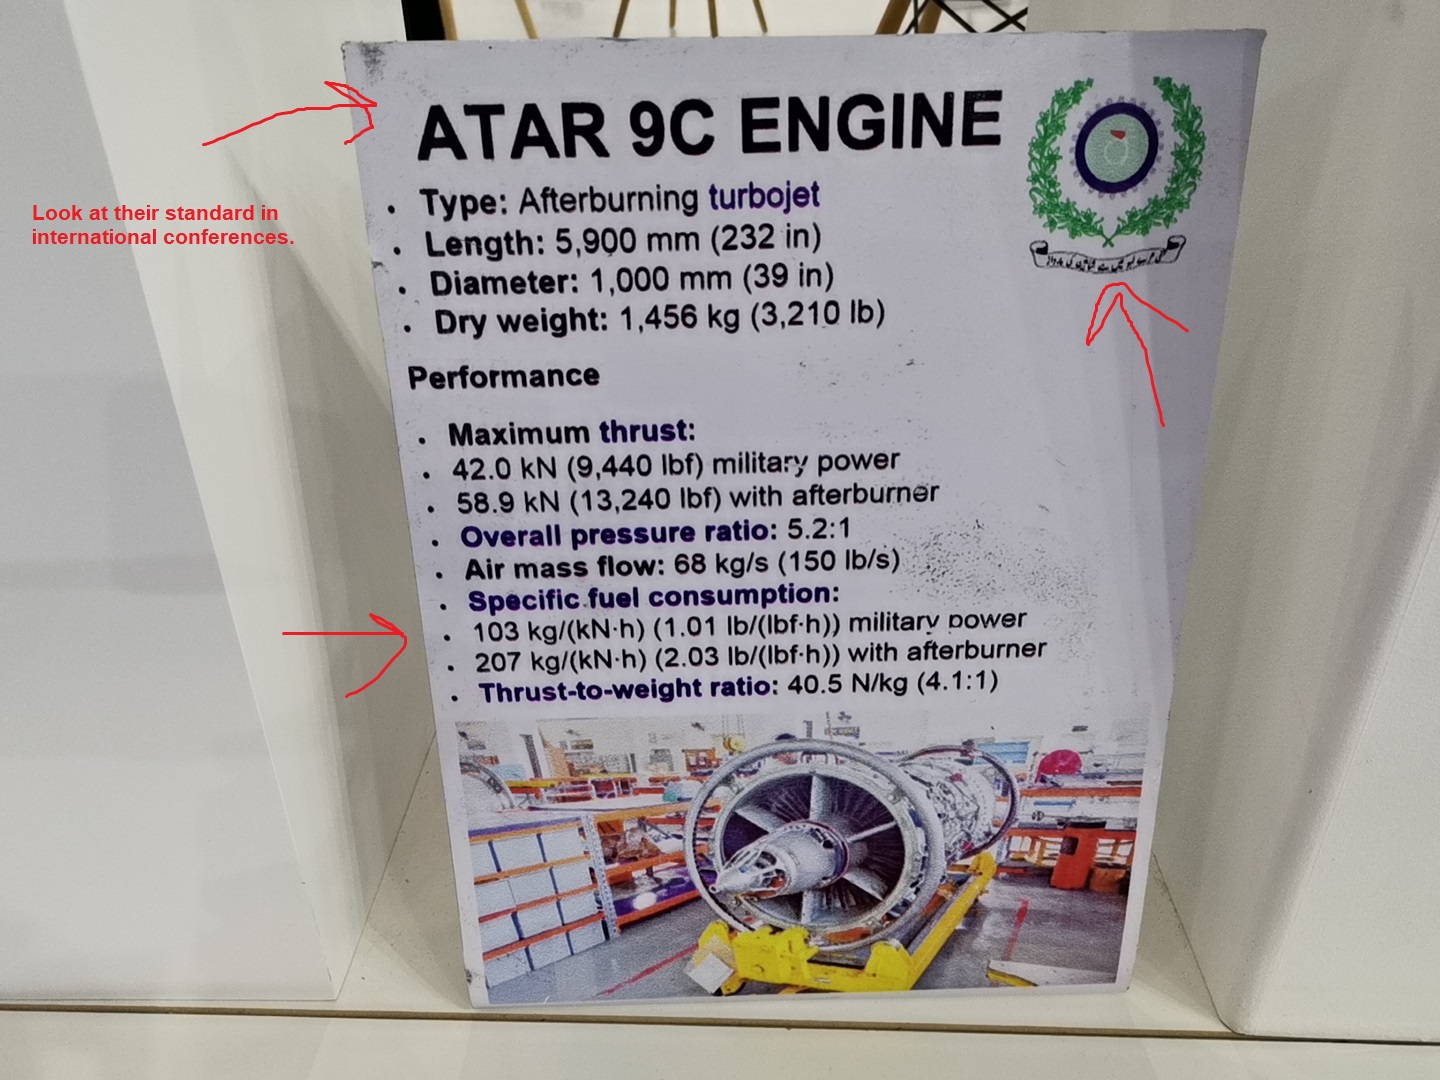 ATAR 9C ENGINE
Look at their standard in
international conferences.
• Type: Afterburning turbojet
• Length: 5,900 mm (232 in)
• Diameter: 1,000 mm (39 in)
• Dry weight: 1,456 kg (3,210 lb)
Performance
• Maximum thrust:
• 42.0 kN (9,440 lbf) military power
• 58.9 kN (13,240 lbf) with afterburner
• Overall pressure ratio: 5.2:1
• Air mass flow: 68 kg/s (150 lb/s)
• Specific fuel consumption:
• 103 kg/(kN·h) (1.01 lb/(lbf·h)) military power
• 207 kg/(kN·h) (2.03 lb/(lbf·h)) with afterburner
• Thrust-to-weight ratio: 40.5 N/kg (4.1:1)